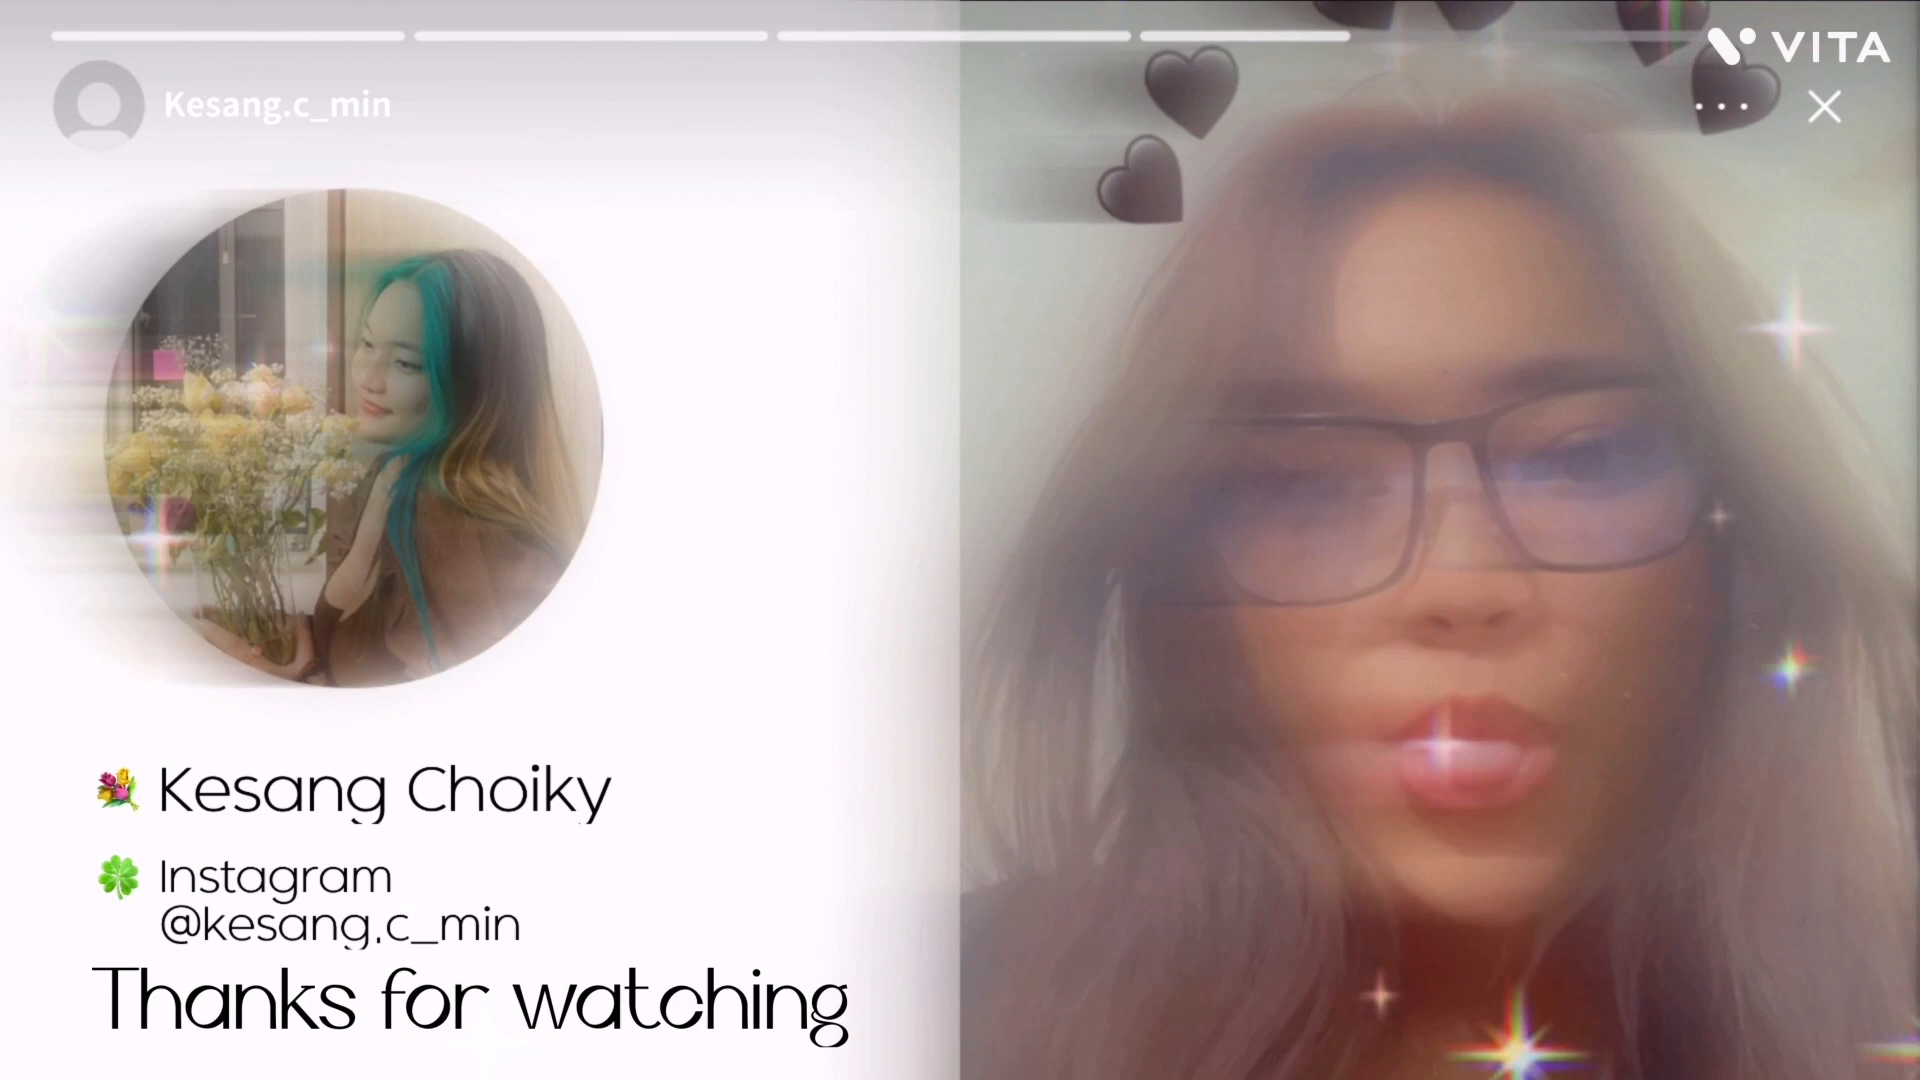 VITA
Kesang.c_min
Kesang Choiky
Instagram
@kesang.c_min
Thanks for watching